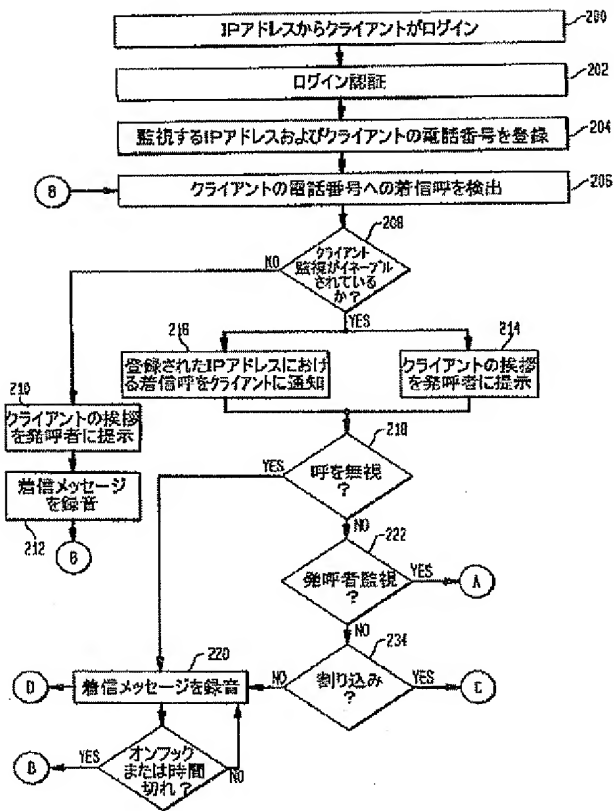 200
IPアドレスからクライアントがログイン
202
ログイン認証
204
監視するIPアドレスおよびクライアントの電話番号を登録
206
B
クライアントの電話番号への着信呼を検出
208
クライアント
監視がイネーブル
されている
か?
NO
YES
216
登録されたIPアドレスにおけ
る着信呼をクライアントに通知
214
クライアントの挨拶
を発呼者に提示
210
クライアントの挨拶
を発呼者に提示
218
呼を無視
?
YES
NO
着信メッセージ
を録音
212
B
222
発呼者監視
?
YES
A
NO
234
割り込み
?
NO
YES
C
220
着信メッセージを録音
D
オンフック
または時間
切れ?
YES
NO
B